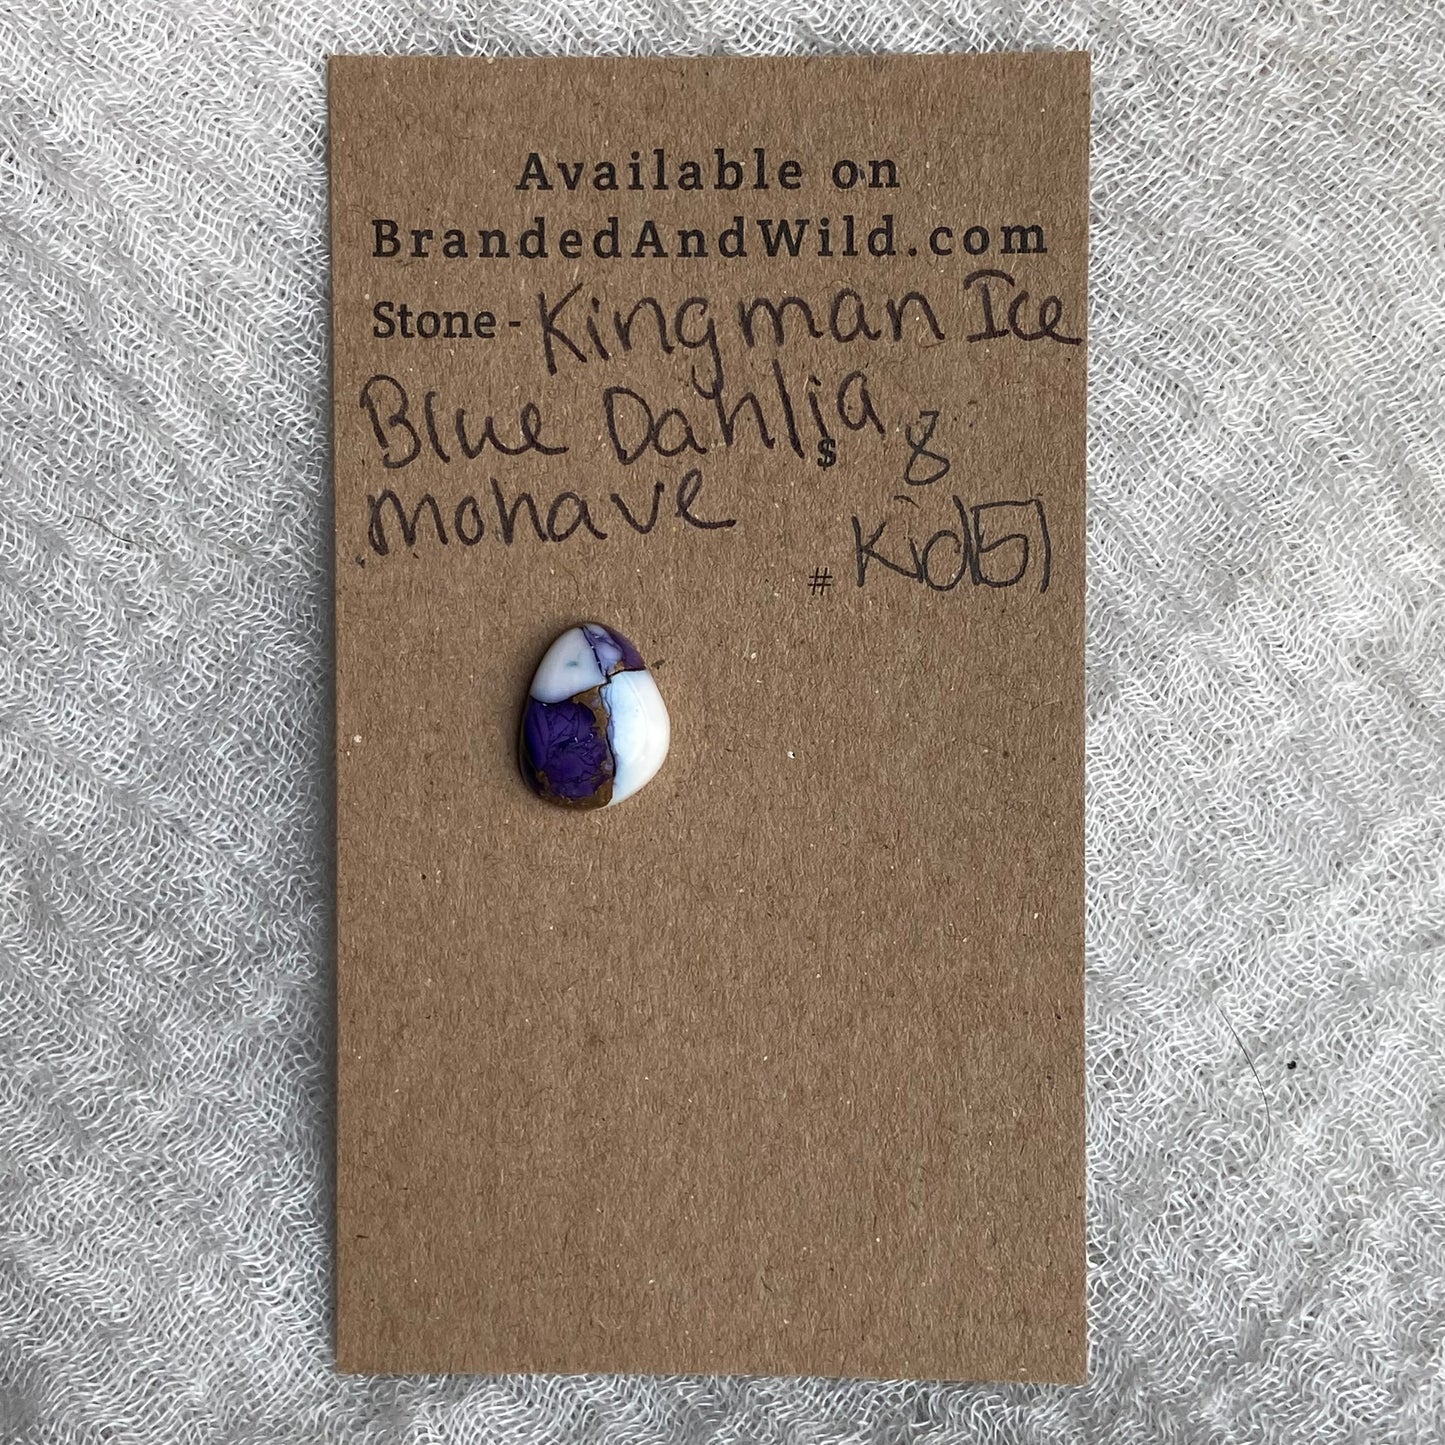 Available on
BrandedAndWild.com
Stone - Kingman Ice
Blue Dahlia
$ 8
mohave
# Kid51